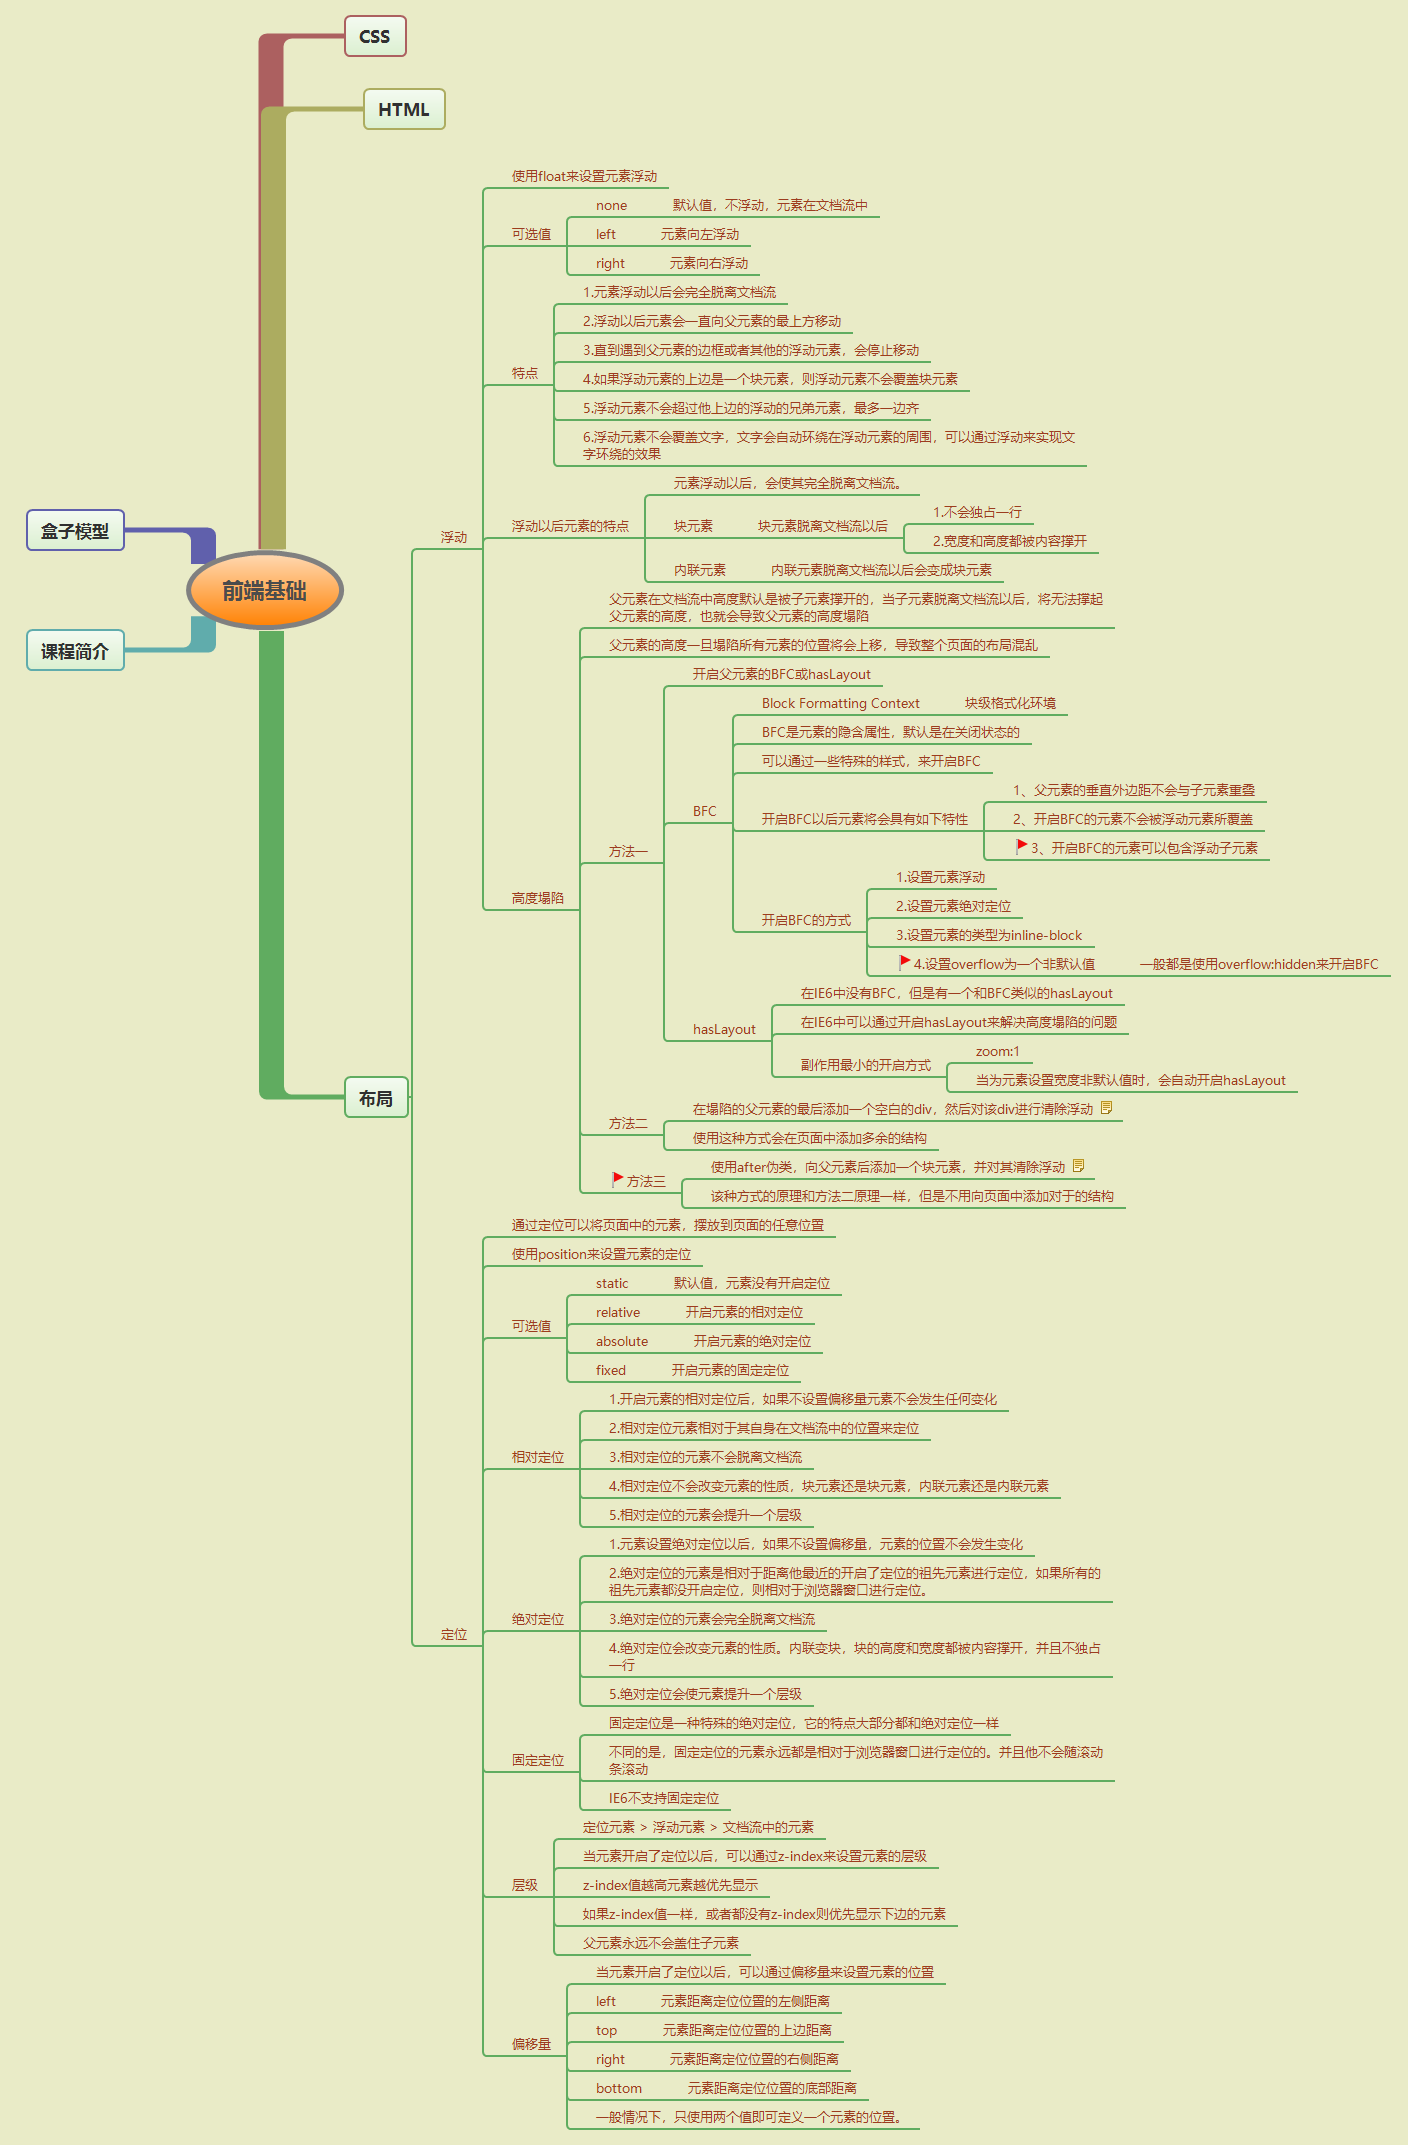 CSS
HTML
盒子模型
前端基础
课程简介
布局
浮动
使用float来设置元素浮动
可选值
none 默认值，不浮动，元素在文档流中
left 元素向左浮动
right 元素向右浮动
特点
1.元素浮动以后会完全脱离文档流
2.浮动以后元素会一直向父元素的最上方移动
3.直到遇到父元素的边框或者其他的浮动元素，会停止移动
4.如果浮动元素的上边是一个块元素，则浮动元素不会覆盖块元素
5.浮动元素不会超过他上边的浮动的兄弟元素，最多一边齐
6.浮动元素不会覆盖文字，文字会自动环绕在浮动元素的周围，可以通过浮动来实现文
字环绕的效果
浮动以后元素的特点
元素浮动以后，会使其完全脱离文档流。
块元素 块元素脱离文档流以后
1.不会独占一行
2.宽度和高度都被内容撑开
内联元素 内联元素脱离文档流以后会变成块元素
高度塌陷
父元素在文档流中高度默认是被子元素撑开的，当子元素脱离文档流以后，将无法撑起
父元素的高度，也就会导致父元素的高度塌陷
父元素的高度一旦塌陷所有元素的位置将会上移，导致整个页面的布局混乱
方法一
开启父元素的BFC或hasLayout
BFC
Block Formatting Context 块级格式化环境
BFC是元素的隐含属性，默认是在关闭状态的
可以通过一些特殊的样式，来开启BFC
开启BFC以后元素将会具有如下特性
1、父元素的垂直外边距不会与子元素重叠
2、开启BFC的元素不会被浮动元素所覆盖
3、开启BFC的元素可以包含浮动子元素
开启BFC的方式
1.设置元素浮动
2.设置元素绝对定位
3.设置元素的类型为inline-block
4.设置overflow为一个非默认值 一般都是使用overflow:hidden来开启BFC
hasLayout
在IE6中没有BFC，但是有一个和BFC类似的hasLayout
在IE6中可以通过开启hasLayout来解决高度塌陷的问题
副作用最小的开启方式
zoom:1
当为元素设置宽度非默认值时，会自动开启hasLayout
方法二
在塌陷的父元素的最后添加一个空白的div，然后对该div进行清除浮动
使用这种方式会在页面中添加多余的结构
方法三
使用after伪类，向父元素后添加一个块元素，并对其清除浮动
该种方式的原理和方法二原理一样，但是不用向页面中添加对于的结构
定位
通过定位可以将页面中的元素，摆放到页面的任意位置
使用position来设置元素的定位
可选值
static 默认值，元素没有开启定位
relative 开启元素的相对定位
absolute 开启元素的绝对定位
fixed 开启元素的固定定位
相对定位
1.开启元素的相对定位后，如果不设置偏移量元素不会发生任何变化
2.相对定位元素相对于其自身在文档流中的位置来定位
3.相对定位的元素不会脱离文档流
4.相对定位不会改变元素的性质，块元素还是块元素，内联元素还是内联元素
5.相对定位的元素会提升一个层级
绝对定位
1.元素设置绝对定位以后，如果不设置偏移量，元素的位置不会发生变化
2.绝对定位的元素是相对于距离他最近的开启了定位的祖先元素进行定位，如果所有的
祖先元素都没开启定位，则相对于浏览器窗口进行定位。
3.绝对定位的元素会完全脱离文档流
4.绝对定位会改变元素的性质。内联变块，块的高度和宽度都被内容撑开，并且不独占
一行
5.绝对定位会使元素提升一个层级
固定定位
固定定位是一种特殊的绝对定位，它的特点大部分都和绝对定位一样
不同的是，固定定位的元素永远都是相对于浏览器窗口进行定位的。并且他不会随滚动
条滚动
IE6不支持固定定位
层级
定位元素 > 浮动元素 > 文档流中的元素
当元素开启了定位以后，可以通过z-index来设置元素的层级
z-index值越高元素越优先显示
如果z-index值一样，或者都没有z-index则优先显示下边的元素
父元素永远不会盖住子元素
偏移量
当元素开启了定位以后，可以通过偏移量来设置元素的位置
left 元素距离定位位置的左侧距离
top 元素距离定位位置的上边距离
right 元素距离定位位置的右侧距离
bottom 元素距离定位位置的底部距离
一般情况下，只使用两个值即可定义一个元素的位置。